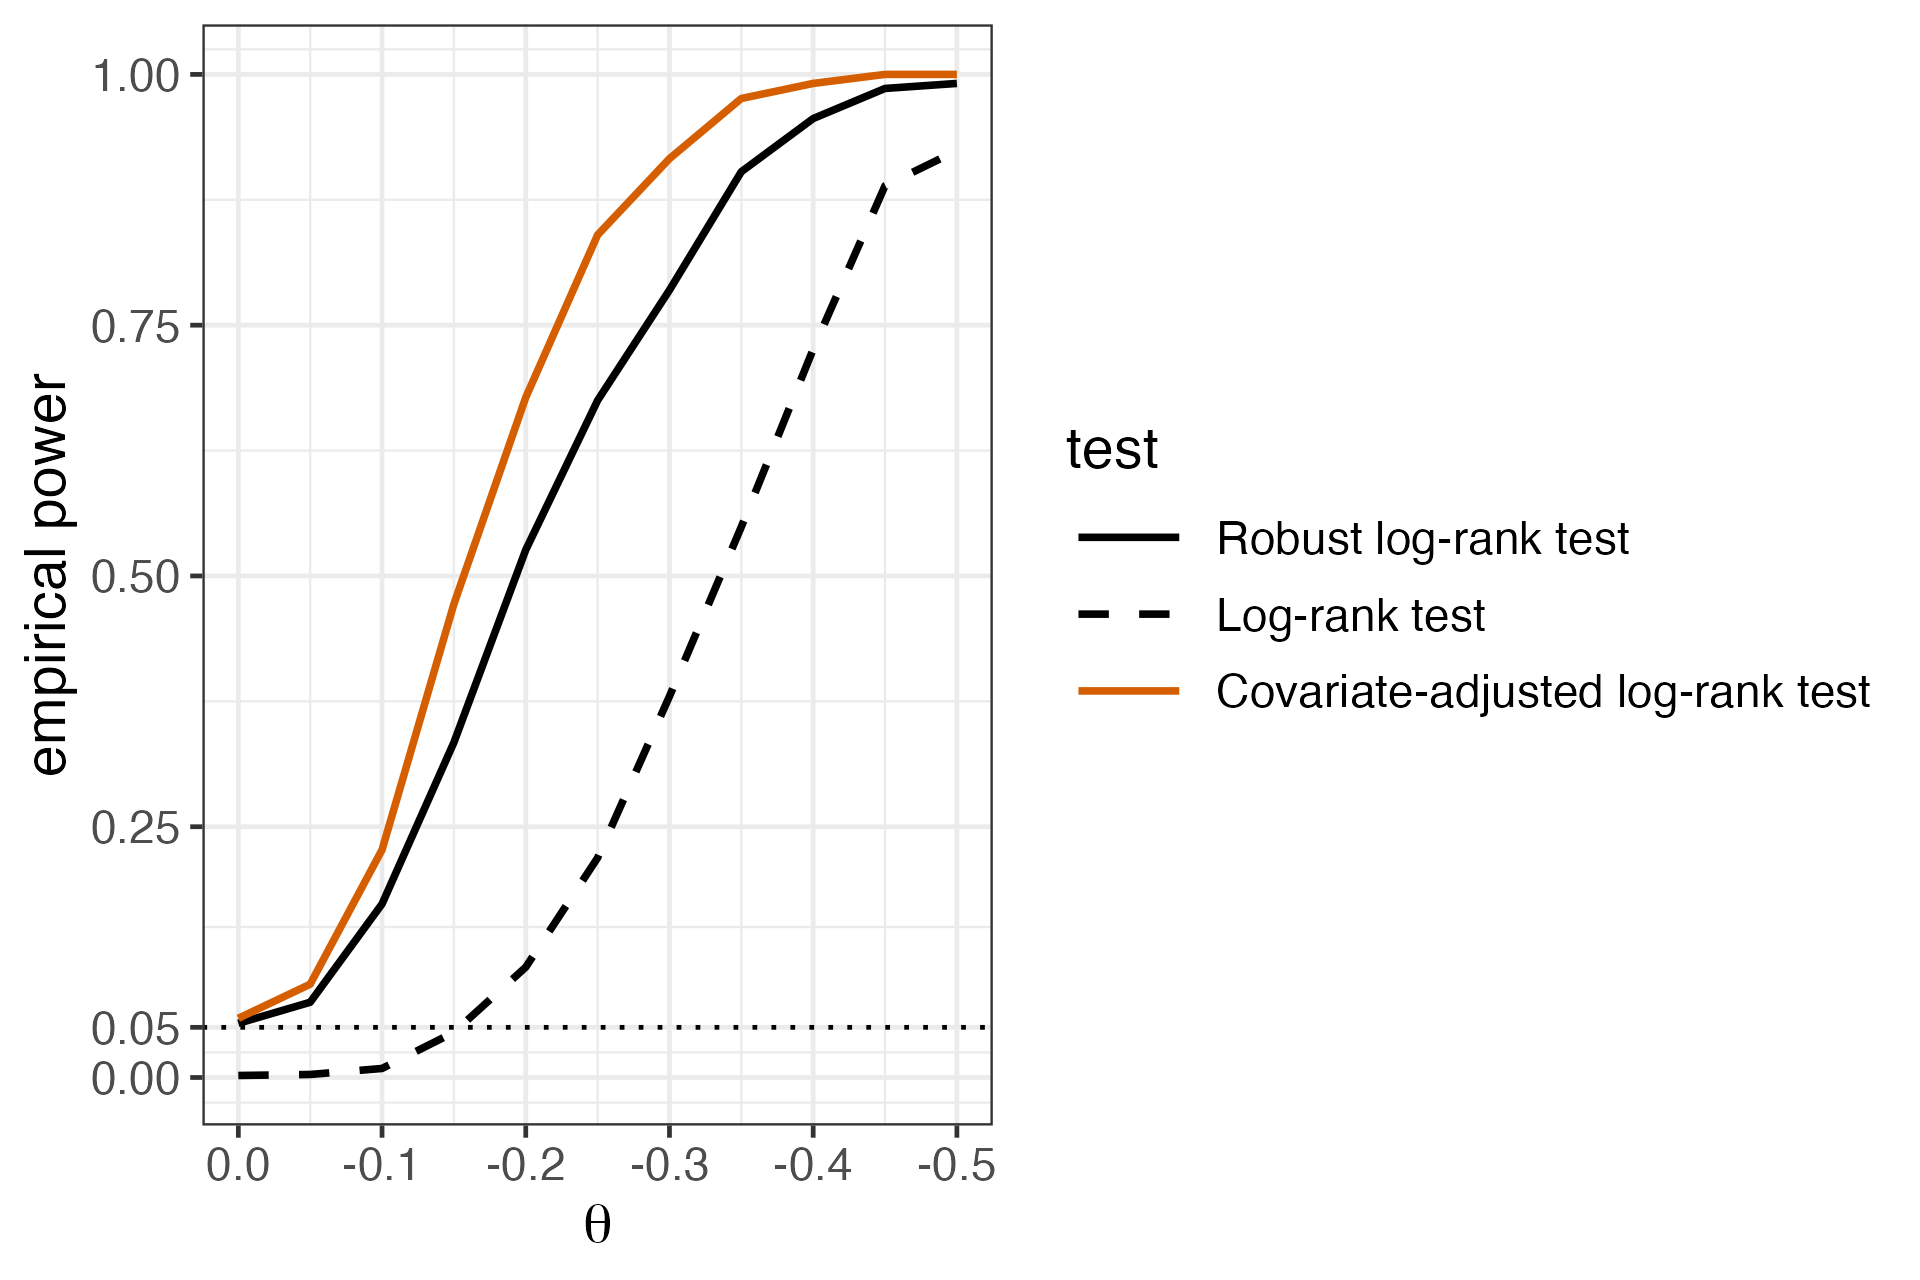 empirical power
1.00
0.75
0.50
0.25
0.05
0.00
0.0 -0.1 -0.2 -0.3 -0.4 -0.5
θ
test
Robust log-rank test
Log-rank test
Covariate-adjusted log-rank test